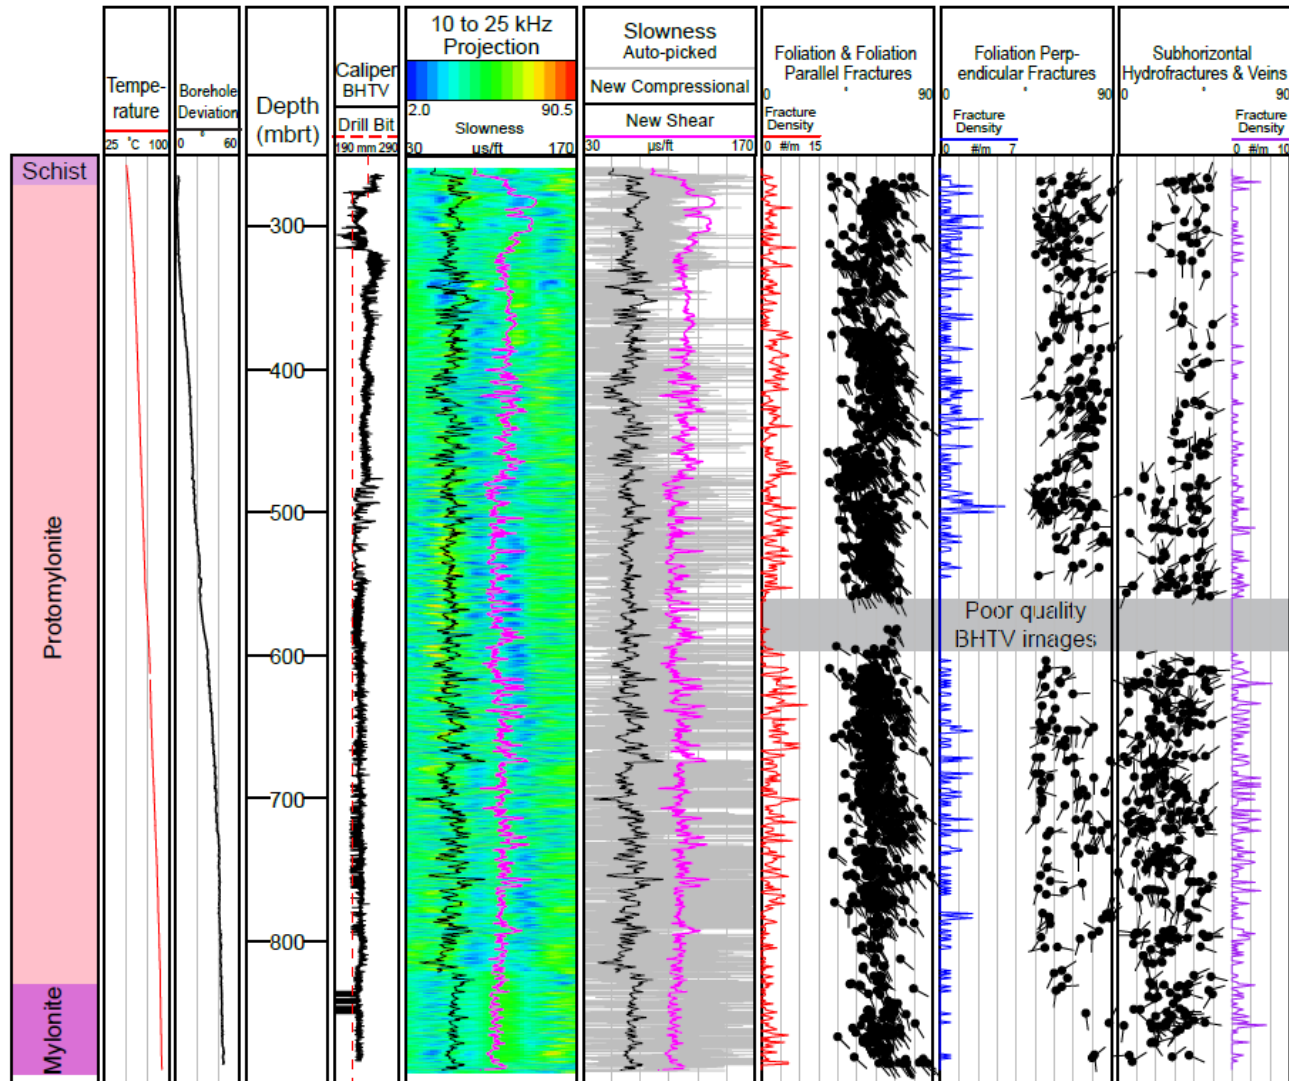 Tempe-
rature
25 °C 100
Borehole
Deviation
0 ° 60
Depth
(mbrt)
Caliper
BHTV
Drill Bit
190 mm 290
10 to 25 kHz
Projection
2.0 90.5
Slowness
30 µs/ft 170
Slowness
Auto-picked
New Compressional
New Shear
30 µs/ft 170
Foliation & Foliation
Parallel Fractures
0 ° 90
Fracture
Density
0 #/m 15
Foliation Perp-
endicular Fractures
0 ° 90
Fracture
Density
0 #/m 7
Subhorizontal
Hydrofractures & Veins
0 ° 90
Fracture
Density
0 #/m 10
Schist
Protomylonite
Mylonite
300
400
500
600
700
800
Poor quality
BHTV images